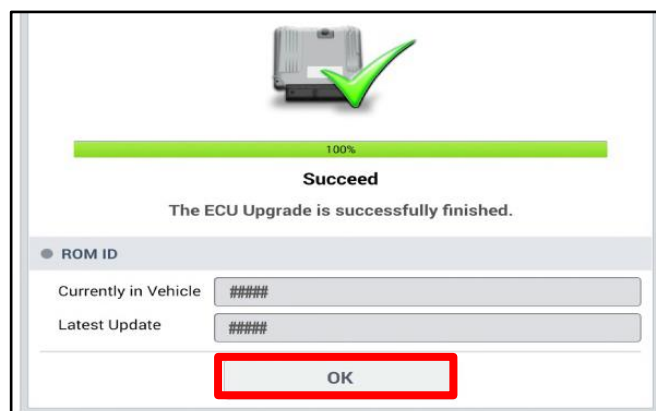 100%
Succeed
The ECU Upgrade is successfully finished.
ROM ID
Currently in Vehicle #####
Latest Update #####
OK